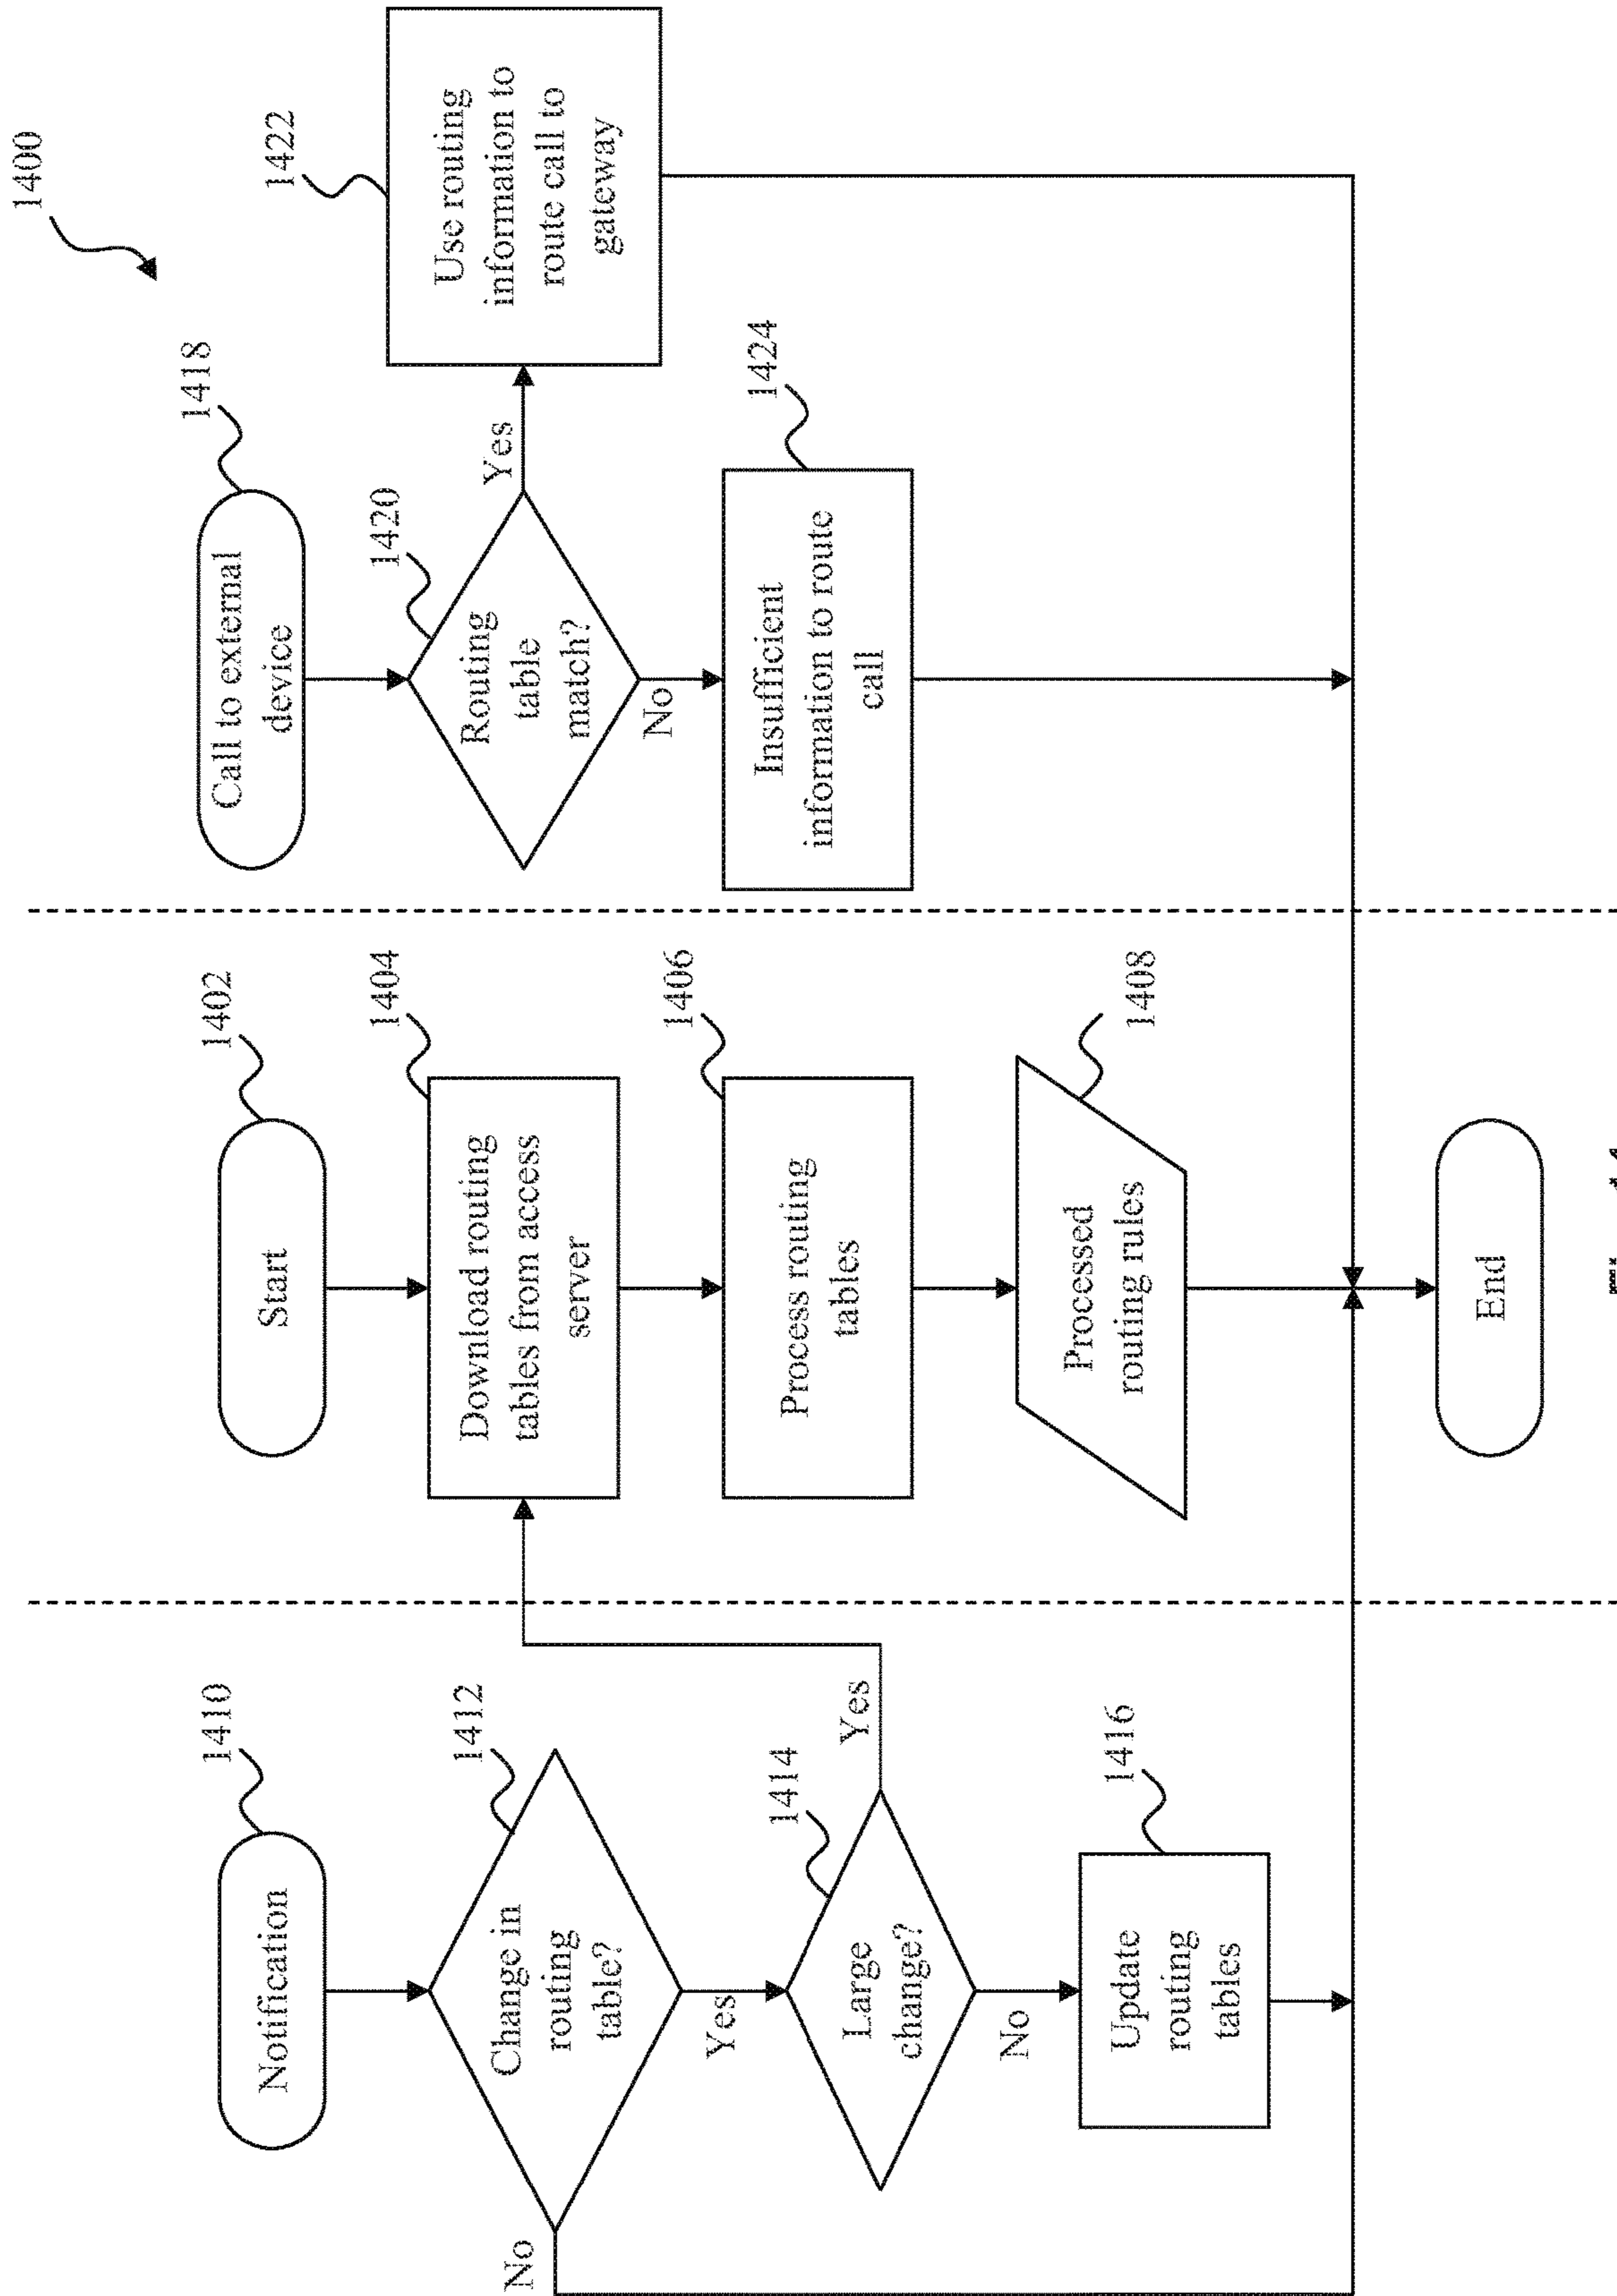 1400
Notification
1410
Change in
routing
table?
1412
No
Yes
Large
change?
1414
Yes
No
Update
routing
tables
1416
Start
1402
Download routing
tables from access
server
1404
Process routing
tables
1406
Processed
routing rules
1408
End
Call to external
device
1418
Routing
table
match?
1420
Yes
No
Use routing
information to
route call to
gateway
1422
Insufficient
information to route
call
1424